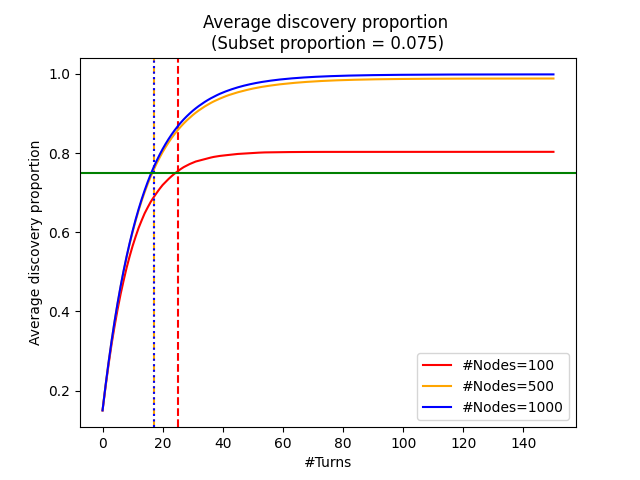 Average discovery proportion
(Subset proportion = 0.075)
Average discovery proportion
1.0
0.8
0.6
0.4
0.2
0 20 40 60 80 100 120 140
#Turns
#Nodes=100
#Nodes=500
#Nodes=1000